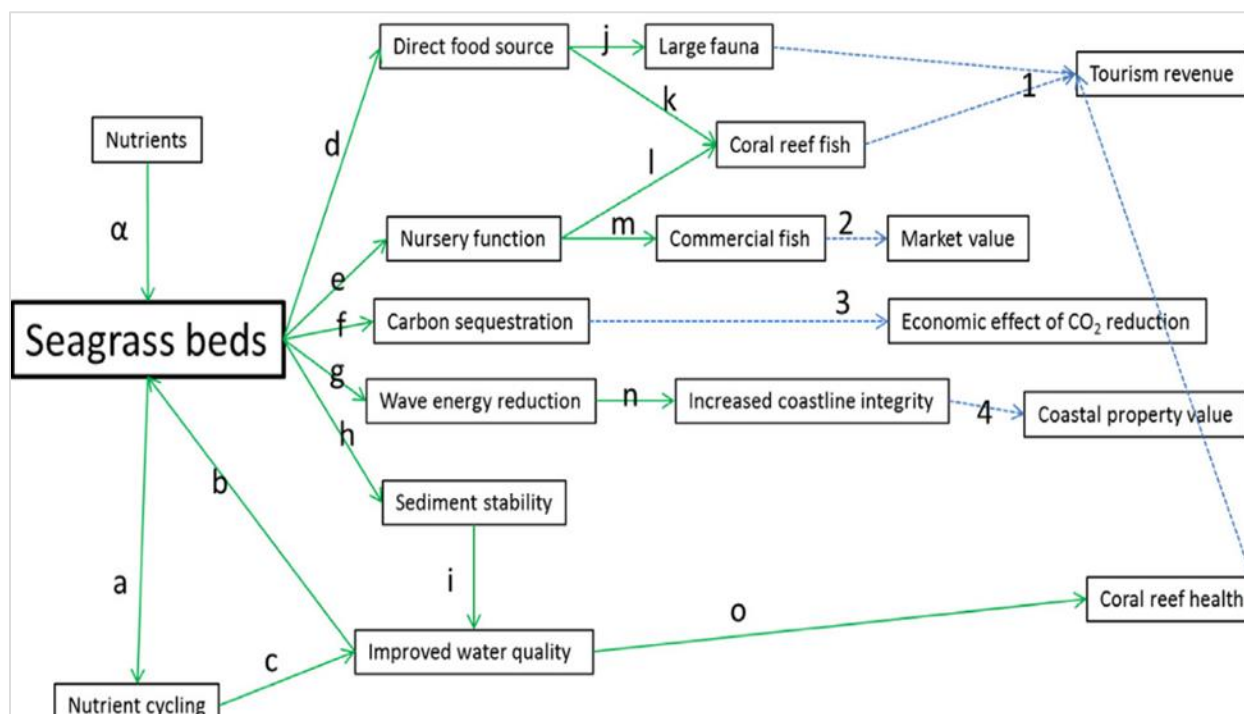 Direct food source
j
Large fauna
Tourism revenue
1
k
Nutrients
d
Coral reef fish
l
α
Nursery function
m
Commercial fish
2
Market value
e
Seagrass beds
f
Carbon sequestration
3
Economic effect of CO₂ reduction
g
Wave energy reduction
n
Increased coastline integrity
4
Coastal property value
h
b
Sediment stability
a
i
o
Coral reef health
c
Improved water quality
Nutrient cycling